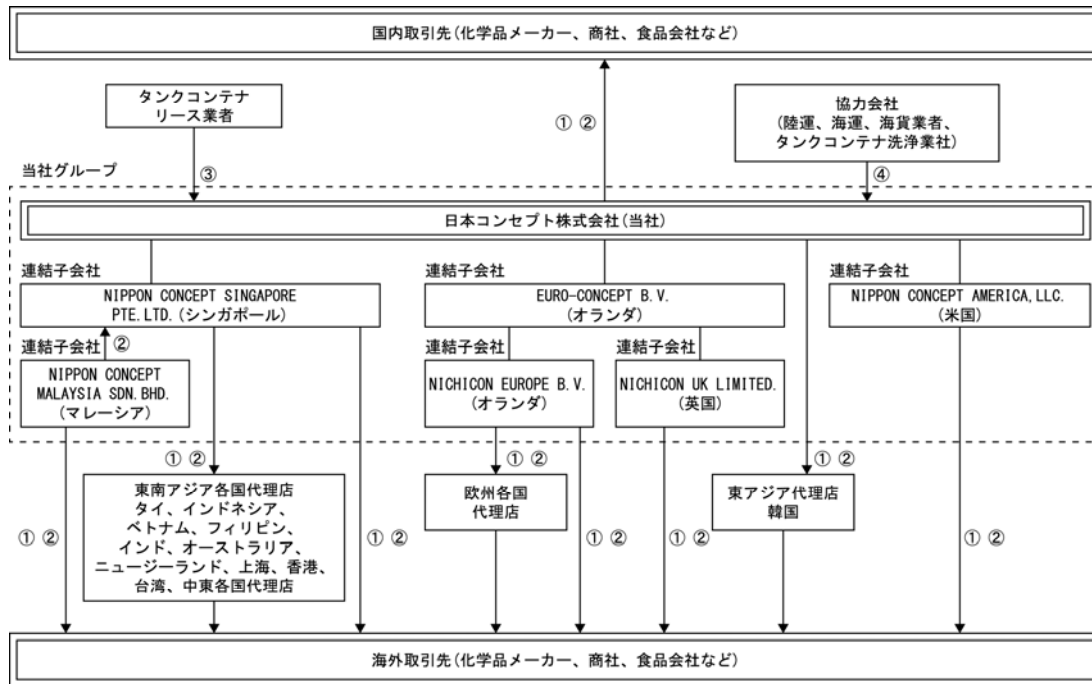 国内取引先(化学品メーカー、商社、食品会社など)
タンクコンテナ
リース業者
① ②
協力会社
(陸運、海運、海貨業者、
タンクコンテナ洗浄業社)
当社グループ
③
④
日本コンセプト株式会社(当社)
連結子会社
NIPPON CONCEPT SINGAPORE
PTE.LTD.(シンガポール)
連結子会社
EURO-CONCEPT B.V.
(オランダ)
連結子会社
NIPPON CONCEPT AMERICA,LLC.
(米国)
連結子会社
②
NIPPON CONCEPT
MALAYSIA SDN.BHD.
(マレーシア)
連結子会社
NICHICON EUROPE B.V.
(オランダ)
連結子会社
NICHICON UK LIMITED.
(英国)
① ②
① ②
① ②
東南アジア各国代理店
タイ、インドネシア、
ベトナム、フィリピン、
インド、オーストラリア、
ニュージーランド、上海、香港、
台湾、中東各国代理店
欧州各国
代理店
東アジア代理店
韓国
① ②
① ②
① ②
① ②
① ②
海外取引先(化学品メーカー、商社、食品会社など)